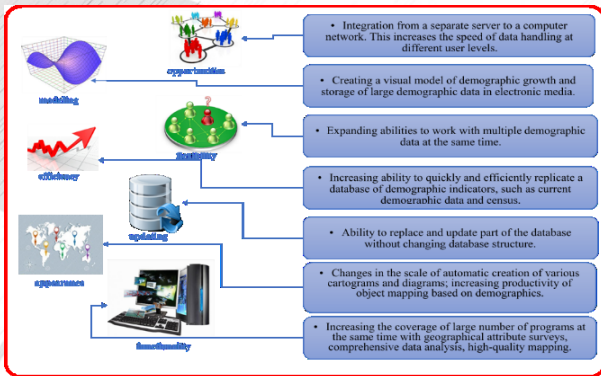 • Integration from a separate server to a computer
network. This increases the speed of data handling at
different user levels.
opportunities
• Creating a visual model of demographic growth and
storage of large demographic data in electronic media.
modeling
• Expanding abilities to work with multiple demographic
data at the same time.
• Increasing ability to quickly and efficiently replicate a
database of demographic indicators, such as current
demographic data and census.
efficiency
• Ability to replace and update part of the database
without changing database structure.
updating
• Changes in the scale of automatic creation of various
cartograms and diagrams; increasing productivity of
object mapping based on demographics.
appearance
• Increasing the coverage of large number of programs at
the same time with geographical attribute surveys,
comprehensive data analysis, high-quality mapping.
functionality